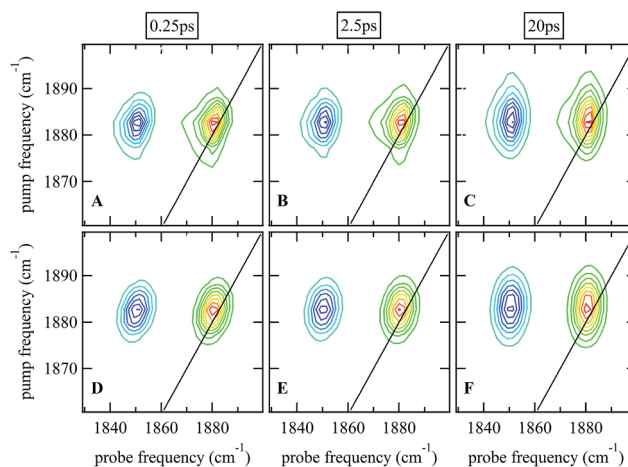 0.25ps 2.5ps 20ps
pump frequency (cm-1)
1890
1880
1870
A B C
pump frequency (cm-1)
1890
1880
1870
D E F
1840 1860 1880 1840 1860 1880 1840 1860 1880
probe frequency (cm-1) probe frequency (cm-1) probe frequency (cm-1)